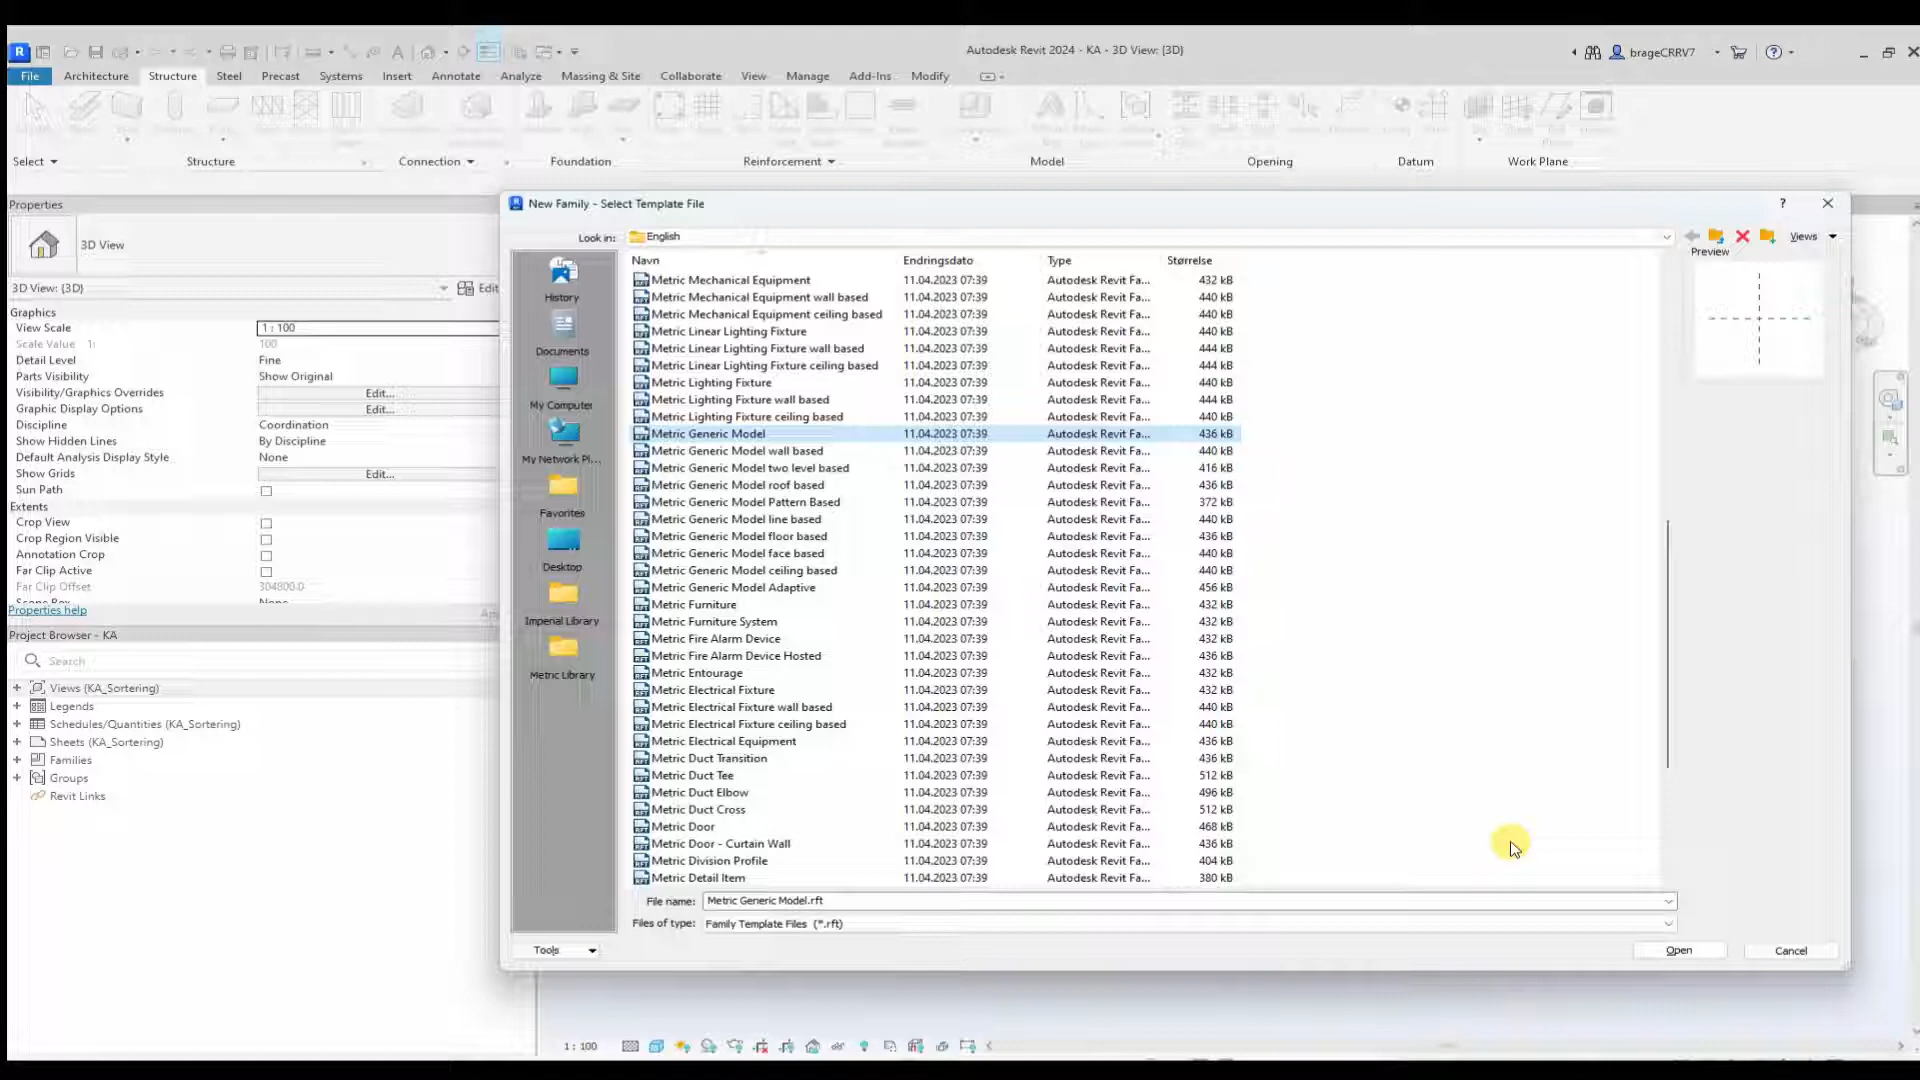 Autodesk Revit 2024 - KA - 3D View: {3D}
brageCRRV7
File Architecture Structure Steel Precast Systems Insert Annotate Analyze Massing & Site Collaborate View Manage Add-Ins Modify
Select Structure Connection Foundation Reinforcement Model Opening Datum Work Plane
Properties
3D View
3D View: {3D} Edit
Graphics
View Scale 1 : 100
Scale Value 1: 100
Detail Level Fine
Parts Visibility Show Original
Visibility/Graphics Overrides Edit...
Graphic Display Options Edit...
Discipline Coordination
Show Hidden Lines By Discipline
Default Analysis Display Style None
Show Grids Edit...
Sun Path
Extents
Crop View
Crop Region Visible
Annotation Crop
Far Clip Active
Far Clip Offset 304800.0
Scope Box None
Properties help
Project Browser - KA
Search
Views (KA_Sortering)
Legends
Schedules/Quantities (KA_Sortering)
Sheets (KA_Sortering)
Families
Groups
Revit Links
New Family - Select Template File
?
Look in: English
Views
Preview
History
Documents
My Computer
My Network Pl...
Favorites
Desktop
Imperial Library
Metric Library
Navn Endringsdato Type Størrelse
Metric Mechanical Equipment 11.04.2023 07:39 Autodesk Revit Fa... 432 kB
Metric Mechanical Equipment wall based 11.04.2023 07:39 Autodesk Revit Fa... 440 kB
Metric Mechanical Equipment ceiling based 11.04.2023 07:39 Autodesk Revit Fa... 440 kB
Metric Linear Lighting Fixture 11.04.2023 07:39 Autodesk Revit Fa... 440 kB
Metric Linear Lighting Fixture wall based 11.04.2023 07:39 Autodesk Revit Fa... 444 kB
Metric Linear Lighting Fixture ceiling based 11.04.2023 07:39 Autodesk Revit Fa... 444 kB
Metric Lighting Fixture 11.04.2023 07:39 Autodesk Revit Fa... 440 kB
Metric Lighting Fixture wall based 11.04.2023 07:39 Autodesk Revit Fa... 444 kB
Metric Lighting Fixture ceiling based 11.04.2023 07:39 Autodesk Revit Fa... 440 kB
Metric Generic Model 11.04.2023 07:39 Autodesk Revit Fa... 436 kB
Metric Generic Model wall based 11.04.2023 07:39 Autodesk Revit Fa... 440 kB
Metric Generic Model two level based 11.04.2023 07:39 Autodesk Revit Fa... 416 kB
Metric Generic Model roof based 11.04.2023 07:39 Autodesk Revit Fa... 436 kB
Metric Generic Model Pattern Based 11.04.2023 07:39 Autodesk Revit Fa... 372 kB
Metric Generic Model line based 11.04.2023 07:39 Autodesk Revit Fa... 440 kB
Metric Generic Model floor based 11.04.2023 07:39 Autodesk Revit Fa... 436 kB
Metric Generic Model face based 11.04.2023 07:39 Autodesk Revit Fa... 440 kB
Metric Generic Model ceiling based 11.04.2023 07:39 Autodesk Revit Fa... 440 kB
Metric Generic Model Adaptive 11.04.2023 07:39 Autodesk Revit Fa... 456 kB
Metric Furniture 11.04.2023 07:39 Autodesk Revit Fa... 432 kB
Metric Furniture System 11.04.2023 07:39 Autodesk Revit Fa... 432 kB
Metric Fire Alarm Device 11.04.2023 07:39 Autodesk Revit Fa... 432 kB
Metric Fire Alarm Device Hosted 11.04.2023 07:39 Autodesk Revit Fa... 436 kB
Metric Entourage 11.04.2023 07:39 Autodesk Revit Fa... 432 kB
Metric Electrical Fixture 11.04.2023 07:39 Autodesk Revit Fa... 432 kB
Metric Electrical Fixture wall based 11.04.2023 07:39 Autodesk Revit Fa... 440 kB
Metric Electrical Fixture ceiling based 11.04.2023 07:39 Autodesk Revit Fa... 440 kB
Metric Electrical Equipment 11.04.2023 07:39 Autodesk Revit Fa... 436 kB
Metric Duct Transition 11.04.2023 07:39 Autodesk Revit Fa... 436 kB
Metric Duct Tee 11.04.2023 07:39 Autodesk Revit Fa... 512 kB
Metric Duct Elbow 11.04.2023 07:39 Autodesk Revit Fa... 496 kB
Metric Duct Cross 11.04.2023 07:39 Autodesk Revit Fa... 512 kB
Metric Door 11.04.2023 07:39 Autodesk Revit Fa... 468 kB
Metric Door - Curtain Wall 11.04.2023 07:39 Autodesk Revit Fa... 436 kB
Metric Division Profile 11.04.2023 07:39 Autodesk Revit Fa... 404 kB
Metric Detail Item 11.04.2023 07:39 Autodesk Revit Fa... 380 kB
File name: Metric Generic Model.rft
Files of type: Family Template Files (*.rft)
Tools Open Cancel
1 : 100